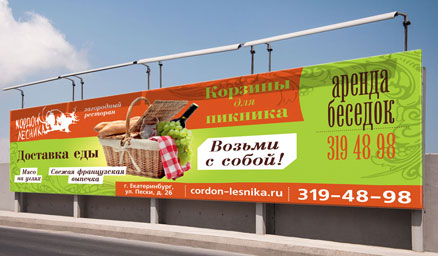 КОРДОН
ЛЕСНИКА
загородный
ресторан
Доставка еды
Мясо
на углях
Свежая французская
выпечка
Корзины
для
пикника
Возьми
с собой!
г. Екатеринбург,
ул. Пески, д. 26
cordon-lesnika.ru
319-48-98
аренда
беседок
319 48 98